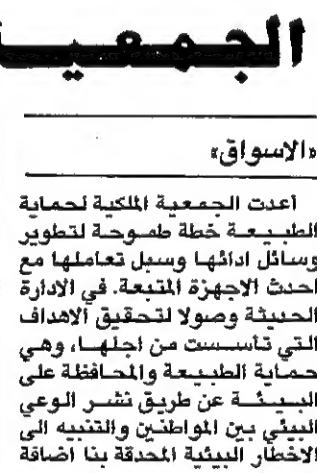 الجمعيـة
«الاسواق»
أعدت الجمعية الملكية لحماية
الطبيعة خطة طموحة لتطوير
وسائل ادائها وسبل تعاملها مع
احدث الاجهزة المتبعة. في الادارة
الحديثة وصولا لتحقيق الاهداف
التي تأسست من اجلها، وهي
حماية الطبيعة والمحافظة على
البيئة عن طريق نشر الوعي
البيئي بين المواطنين والتنبيه الى
الاخطار البيئية المحدقة بنا اضافة